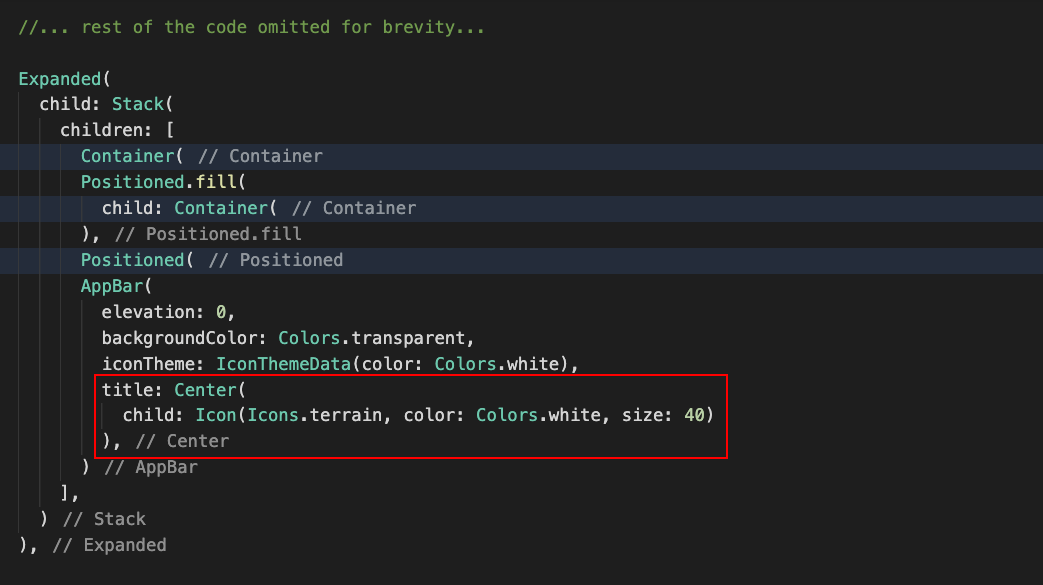 //... rest of the code omitted for brevity...
Expanded(
child: Stack(
children: [
Container( // Container
Positioned.fill(
child: Container( // Container
), // Positioned.fill
Positioned( // Positioned
AppBar(
elevation: 0,
backgroundColor: Colors.transparent,
iconTheme: IconThemeData(color: Colors.white),
title: Center(
child: Icon(Icons.terrain, color: Colors.white, size: 40)
), // Center
) // AppBar
],
) // Stack
), // Expanded